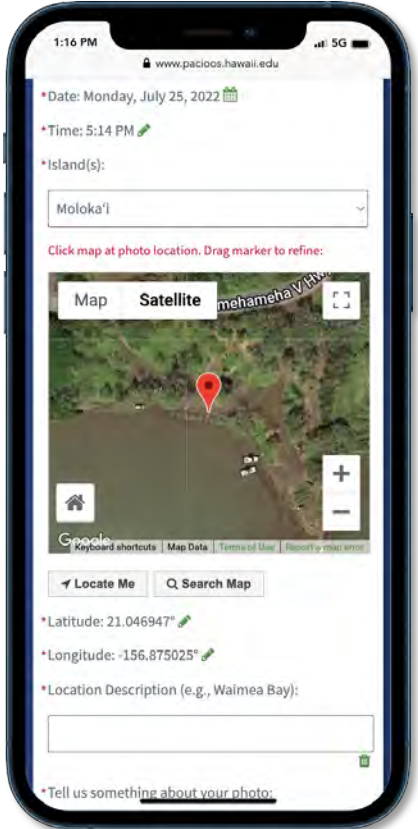 1:16 PM 5G
www.pacioos.hawaii.edu
*Date: Monday, July 25, 2022
*Time: 5:14 PM
*Island(s):
Moloka‘i
Click map at photo location. Drag marker to refine:
Map Satellite
mehameha V Hw
Google
Keyboard shortcuts Map Data Terms of Use Report a map error
Locate Me Search Map
*Latitude: 21.046947°
*Longitude: -156.875025°
*Location Description (e.g., Waimea Bay):
*Tell us something about your photo: